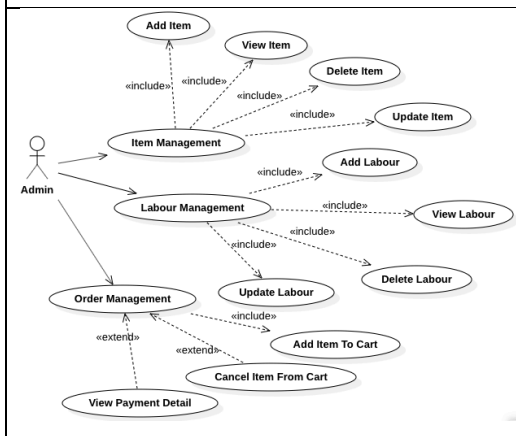 Add Item
View Item
Delete Item
Update Item
«include»
«include»
«include»
«include»
Item Management
Admin
Add Labour
«include»
Labour Management
«include»
View Labour
«include»
«include»
Delete Labour
Update Labour
Order Management
«include»
Add Item To Cart
«extend»
«extend»
Cancel Item From Cart
View Payment Detail